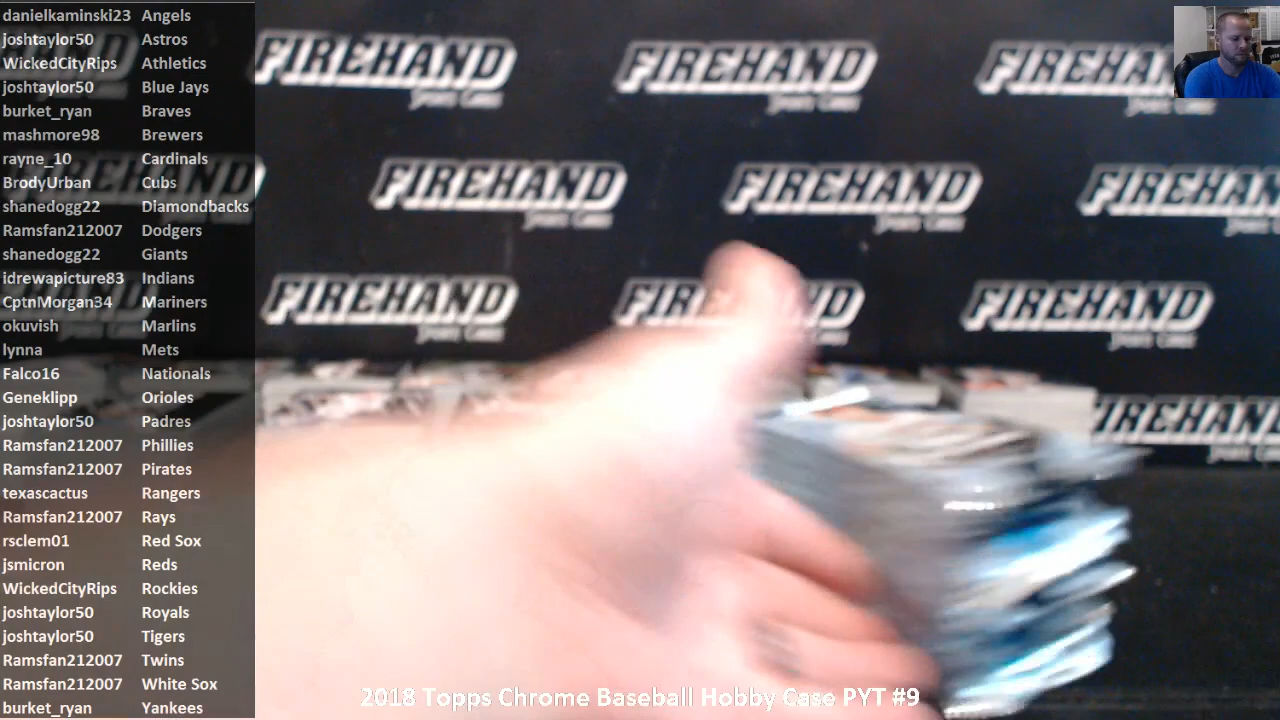 danielkaminski23 Angels
joshtaylor50 Astros
WickedCityRips Athletics
joshtaylor50 Blue Jays
burket_ryan Braves
mashmore98 Brewers
rayne_10 Cardinals
BrodyUrban Cubs
shanedogg22 Diamondbacks
Ramsfan212007 Dodgers
shanedogg22 Giants
idrewapicture83 Indians
CptnMorgan34 Mariners
okuvish Marlins
lynna Mets
Falco16 Nationals
Geneklipp Orioles
joshtaylor50 Padres
Ramsfan212007 Phillies
Ramsfan212007 Pirates
texascactus Rangers
Ramsfan212007 Rays
rsclem01 Red Sox
jsmicron Reds
WickedCityRips Rockies
joshtaylor50 Royals
joshtaylor50 Tigers
Ramsfan212007 Twins
Ramsfan212007 White Sox
burket_ryan Yankees
FIREHAND FIREHAND FIREHAND
FIREHAND FIREHAND FIREHAND
FIREHAND FIREHAND FIREHAND
2018 Topps Chrome Baseball Hobby Case PYT #9